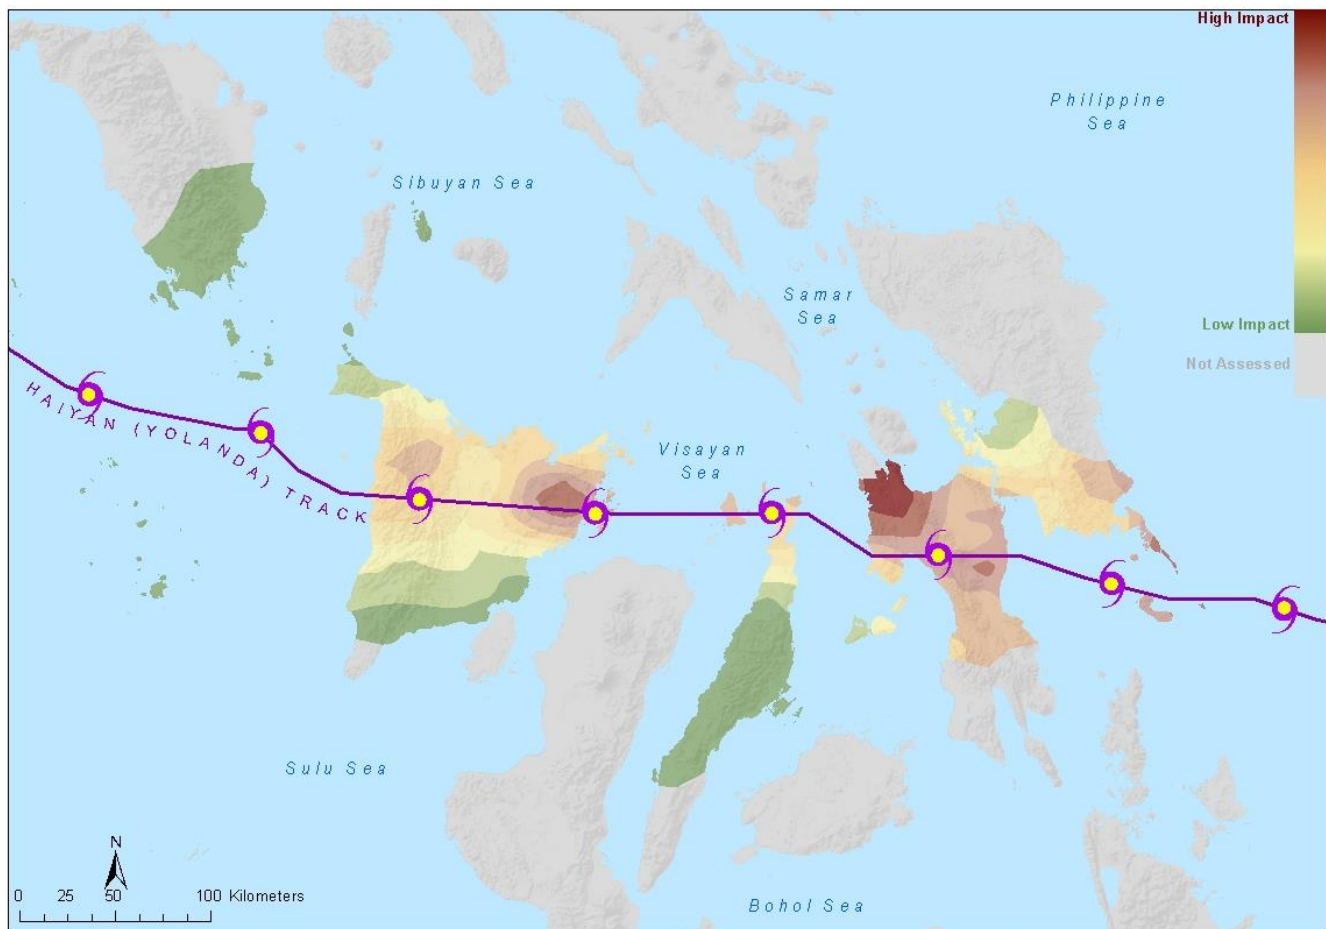 High Impact
Philippine
Sea
Sibuyan Sea
Samar
Sea
Low Impact
Not Assessed
HAIYAN (YOLANDA) TRACK
Visayan
Sea
Sulu Sea
N
0 25 50 100 Kilometers
Bohol Sea